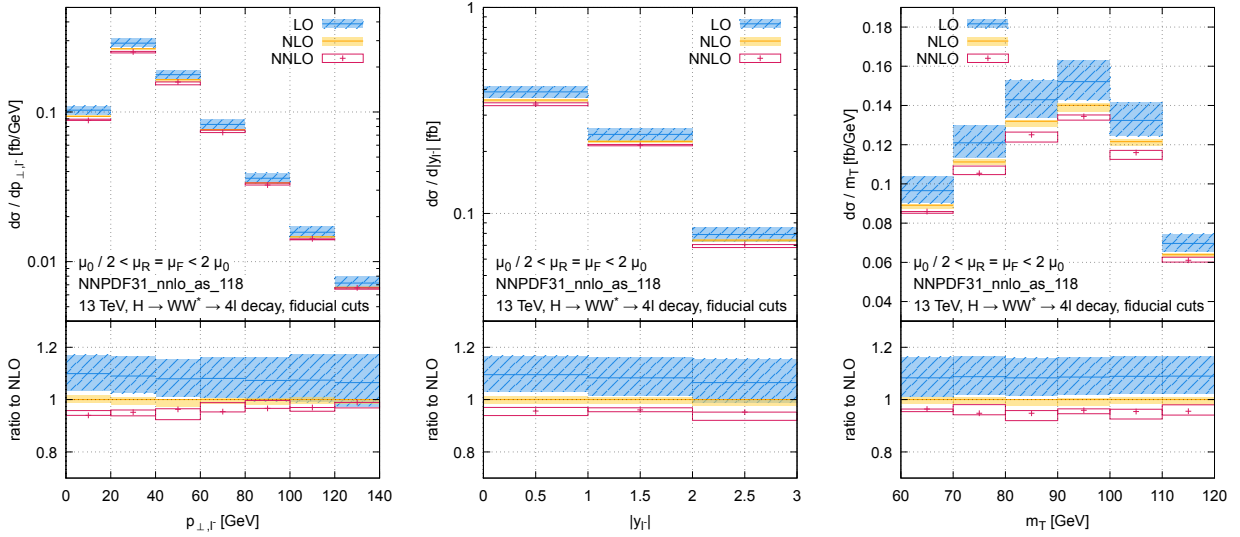 dσ / dp⊥,l⁻ [fb/GeV]
0.1
0.01
LO
NLO
NNLO
μ₀ / 2 < μR = μF < 2 μ₀
NNPDF31_nnlo_as_118
13 TeV, H → WW* → 4l decay, fiducial cuts
ratio to NLO
1.2
1
0.8
0 20 40 60 80 100 120 140
p⊥,l⁻ [GeV]
dσ / d|yl⁻| [fb]
1
0.1
LO
NLO
NNLO
μ₀ / 2 < μR = μF < 2 μ₀
NNPDF31_nnlo_as_118
13 TeV, H → WW* → 4l decay, fiducial cuts
ratio to NLO
1.2
1
0.8
0 0.5 1 1.5 2 2.5 3
|yl⁻|
dσ / mT [fb/GeV]
0.18
0.16
0.14
0.12
0.1
0.08
0.06
0.04
LO
NLO
NNLO
μ₀ / 2 < μR = μF < 2 μ₀
NNPDF31_nnlo_as_118
13 TeV, H → WW* → 4l decay, fiducial cuts
ratio to NLO
1.2
1
0.8
60 70 80 90 100 110 120
mT [GeV]